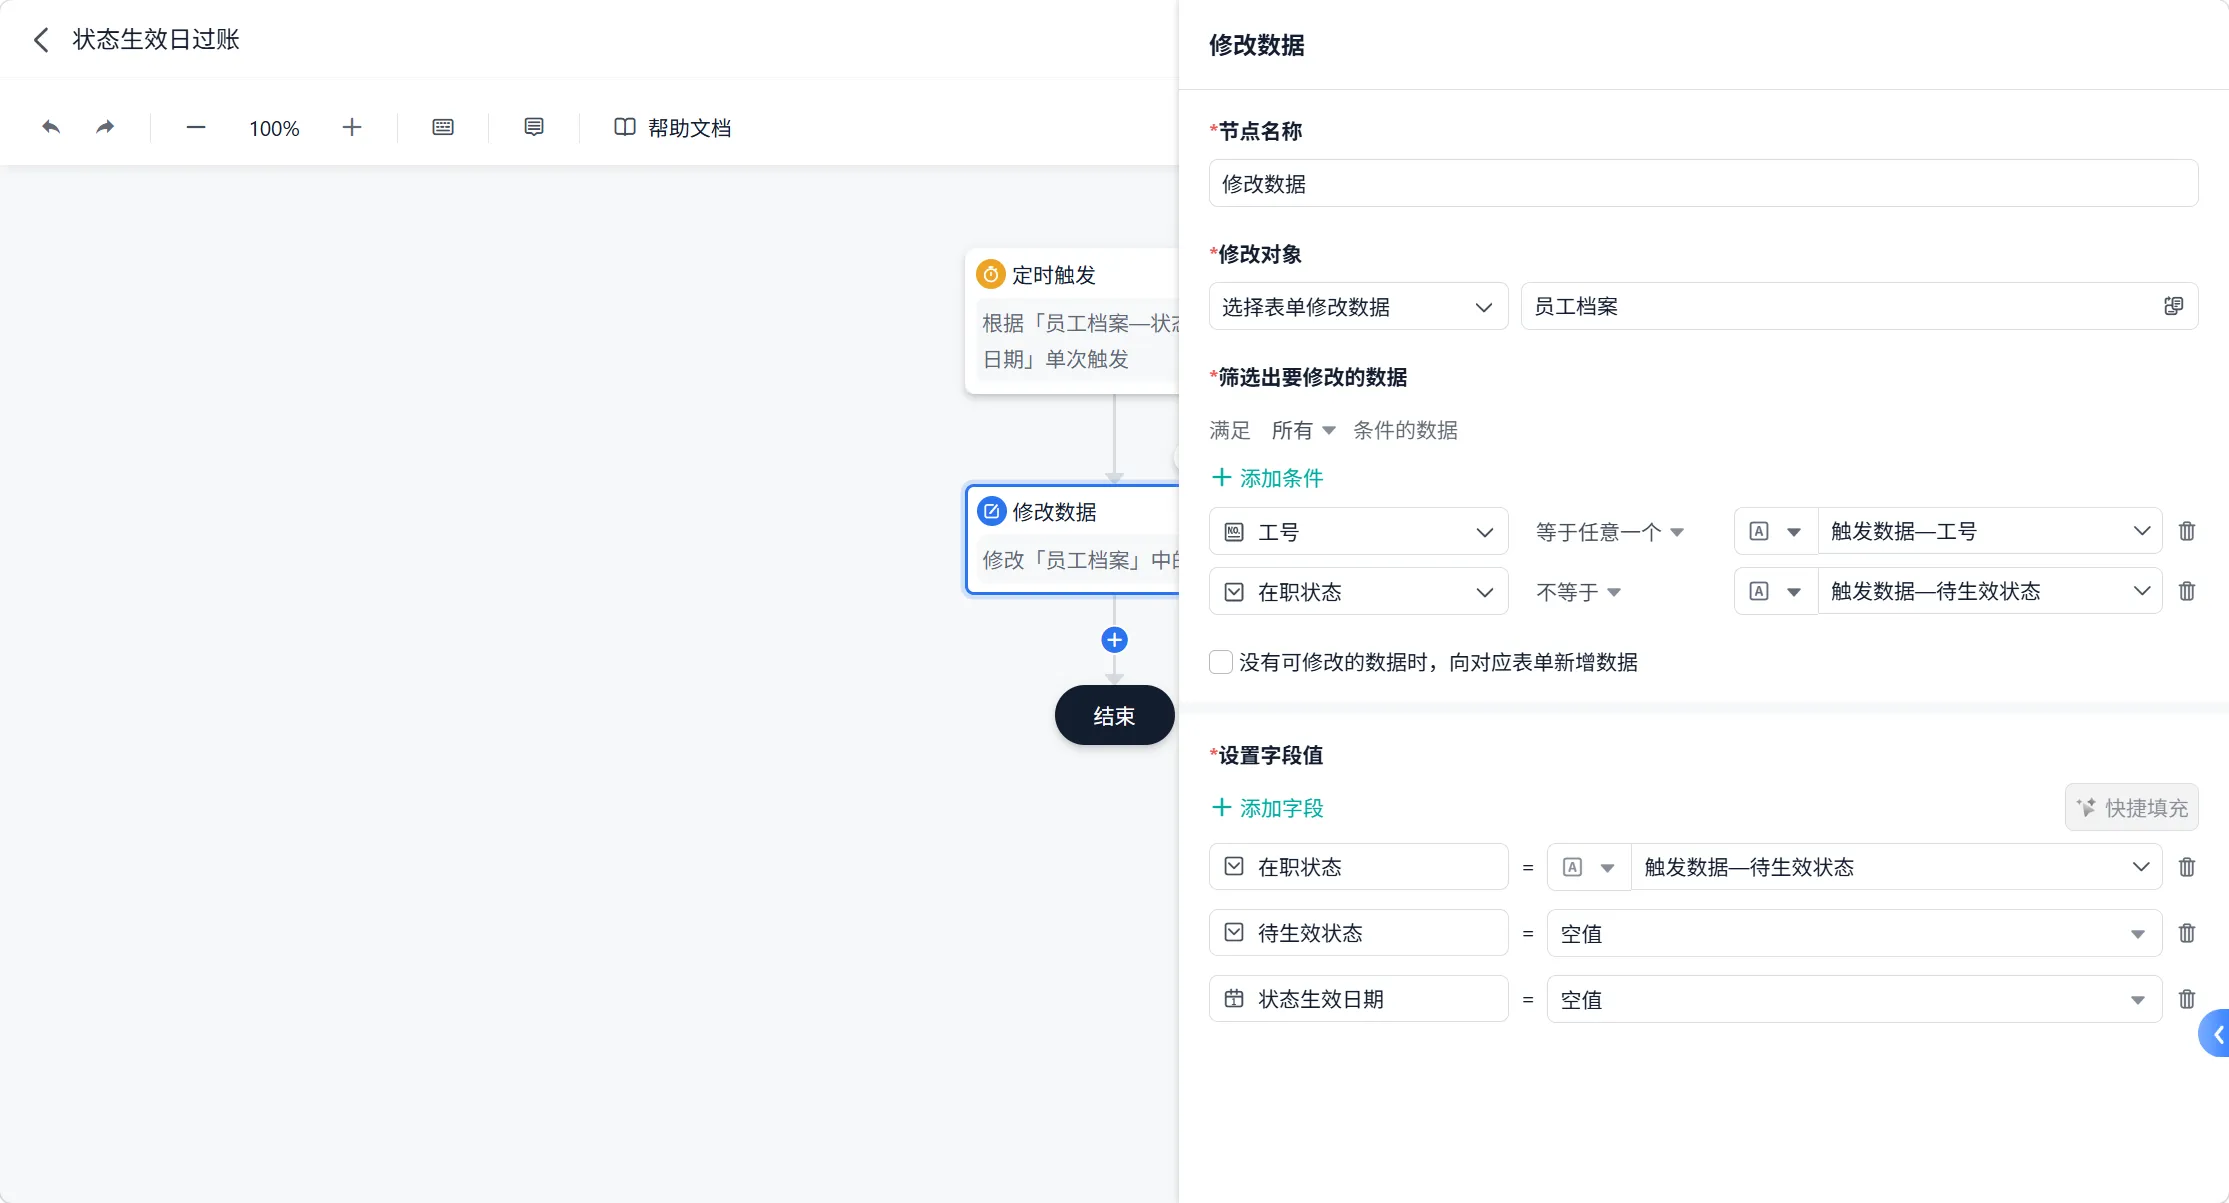 状态生效日过账
100%
帮助文档
定时触发
根据「员工档案—状态
日期」单次触发
修改数据
修改「员工档案」中的
结束
修改数据
*节点名称
修改数据
*修改对象
选择表单修改数据
员工档案
*筛选出要修改的数据
满足 所有 条件的数据
添加条件
NO. 工号 等于任意一个 A 触发数据—工号
在职状态 不等于 A 触发数据—待生效状态
没有可修改的数据时，向对应表单新增数据
*设置字段值
添加字段
快捷填充
在职状态 = A 触发数据—待生效状态
待生效状态 = 空值
状态生效日期 = 空值